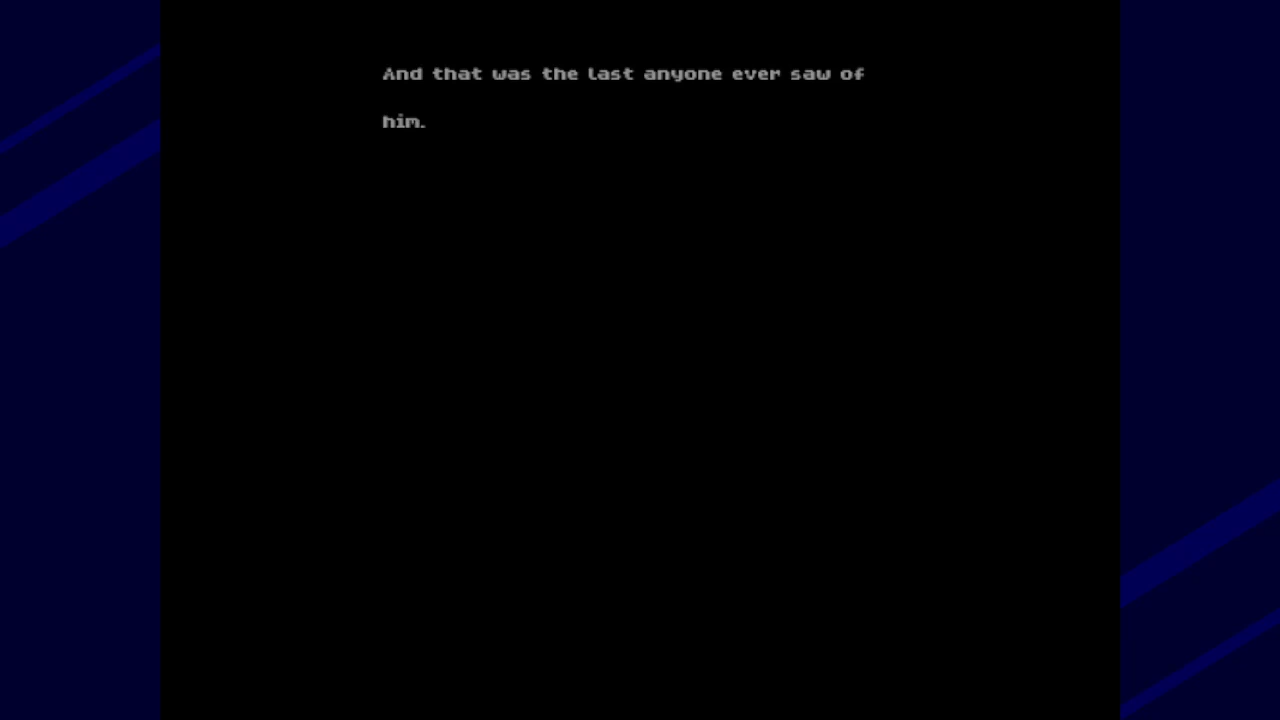 And that was the last anyone ever saw of
him.